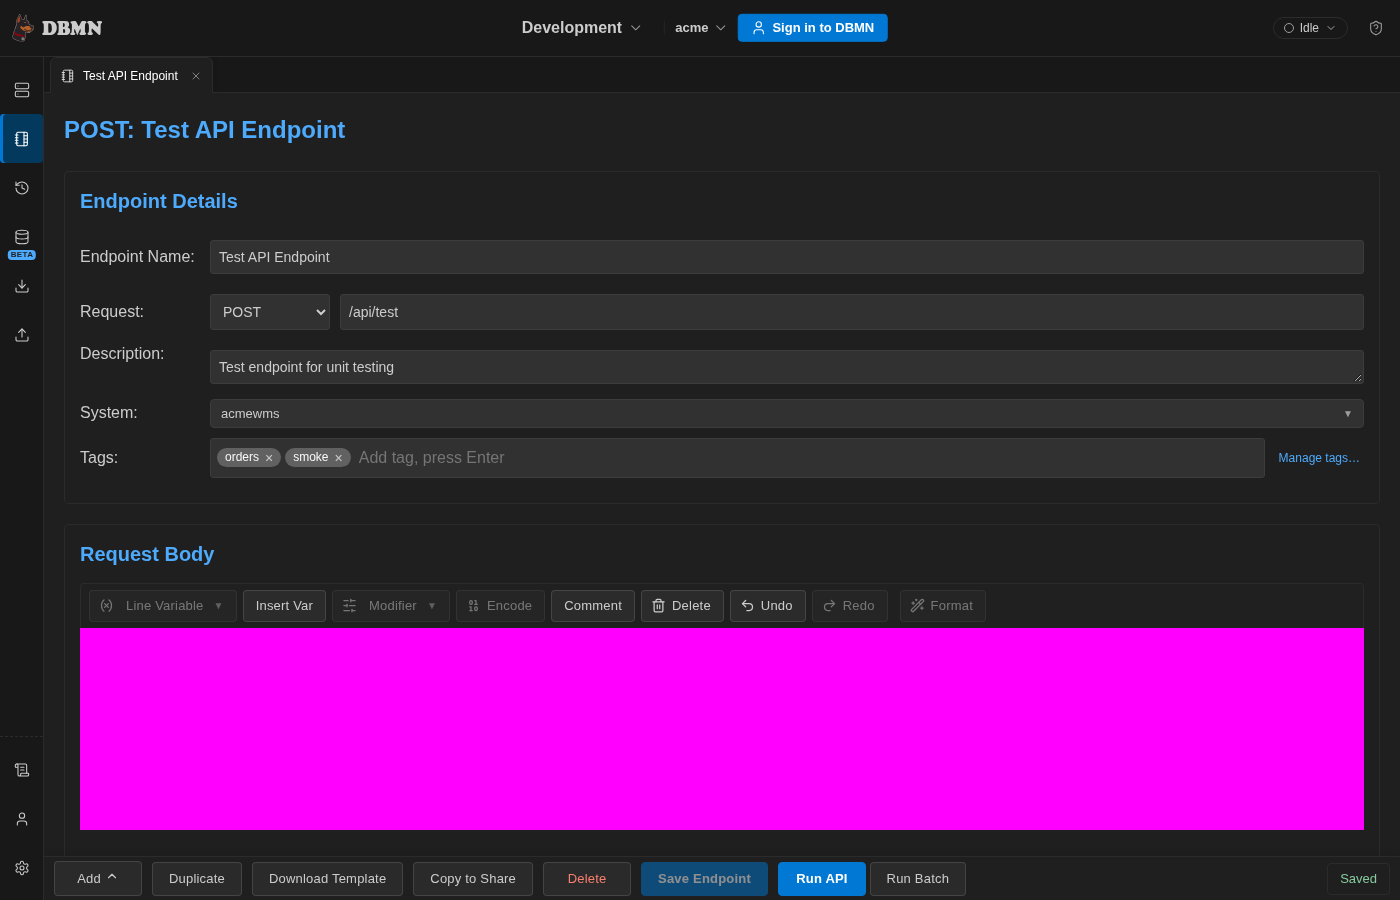 DBMN
Development
acme
Sign in to DBMN
Idle
Test API Endpoint
POST: Test API Endpoint
Endpoint Details
Endpoint Name:
Test API Endpoint
Request:
POST
/api/test
Description:
Test endpoint for unit testing
System:
acmewms
Tags:
orders
smoke
Add tag, press Enter
Manage tags…
BETA
Request Body
Line Variable
Insert Var
Modifier
Encode
Comment
Delete
Undo
Redo
Format
Add
Duplicate
Download Template
Copy to Share
Delete
Save Endpoint
Run API
Run Batch
Saved